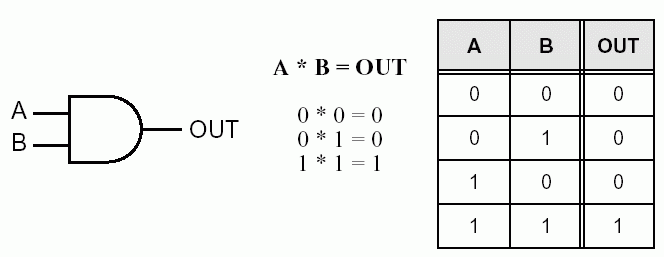 A
B
OUT
A * B = OUT
0 * 0 = 0
0 * 1 = 0
1 * 1 = 1
A B OUT
0 0 0
0 1 0
1 0 0
1 1 1